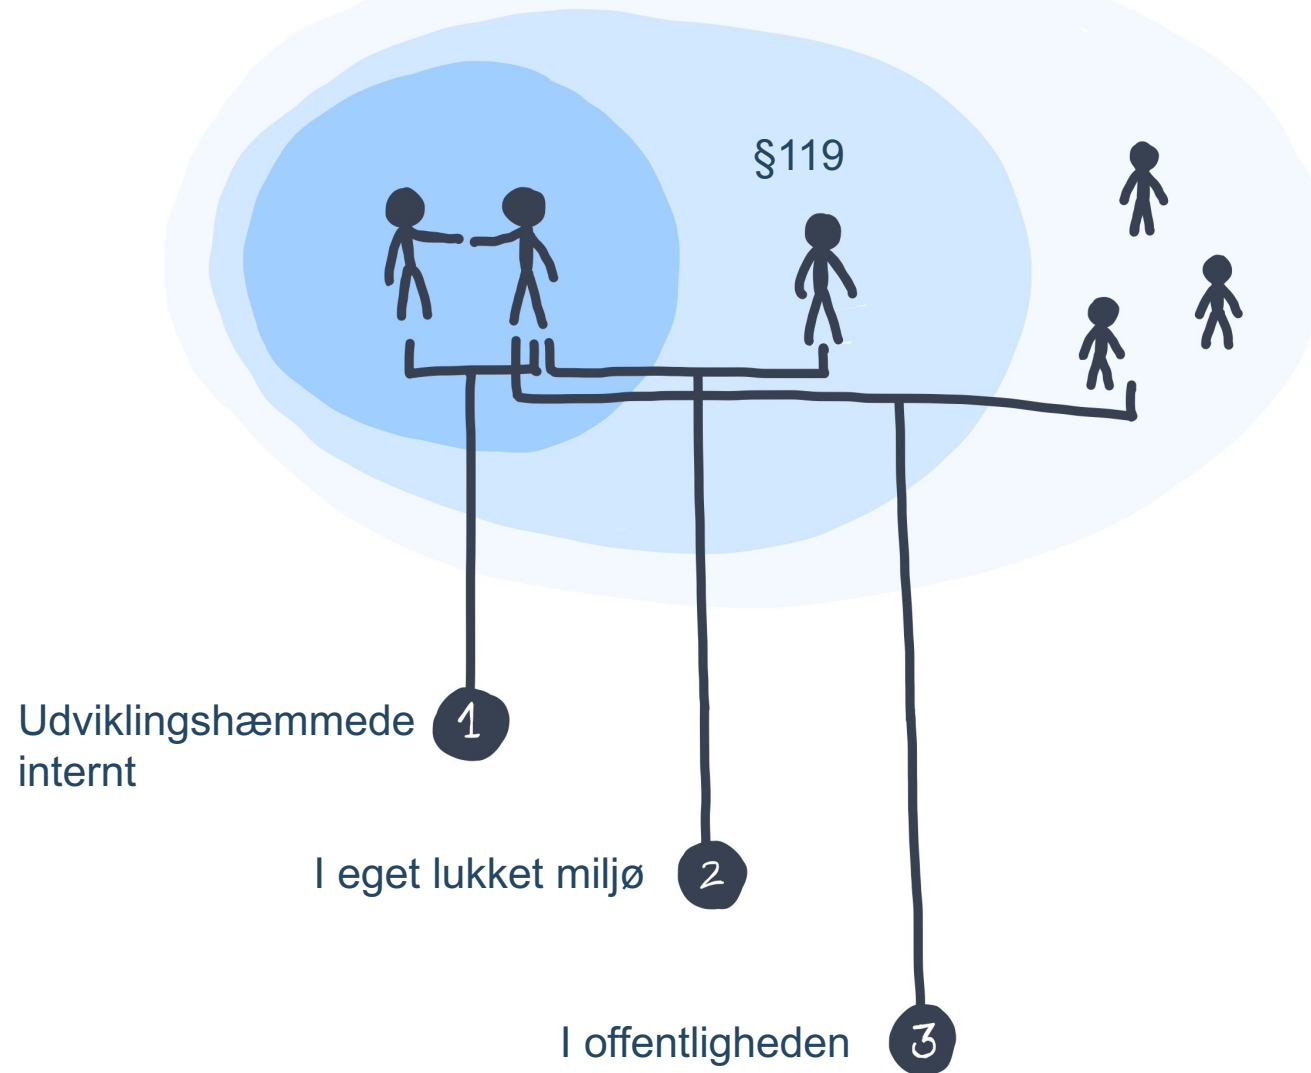 §119
Udviklingshæmmede
internt
1
I eget lukket miljø
2
I offentligheden
3